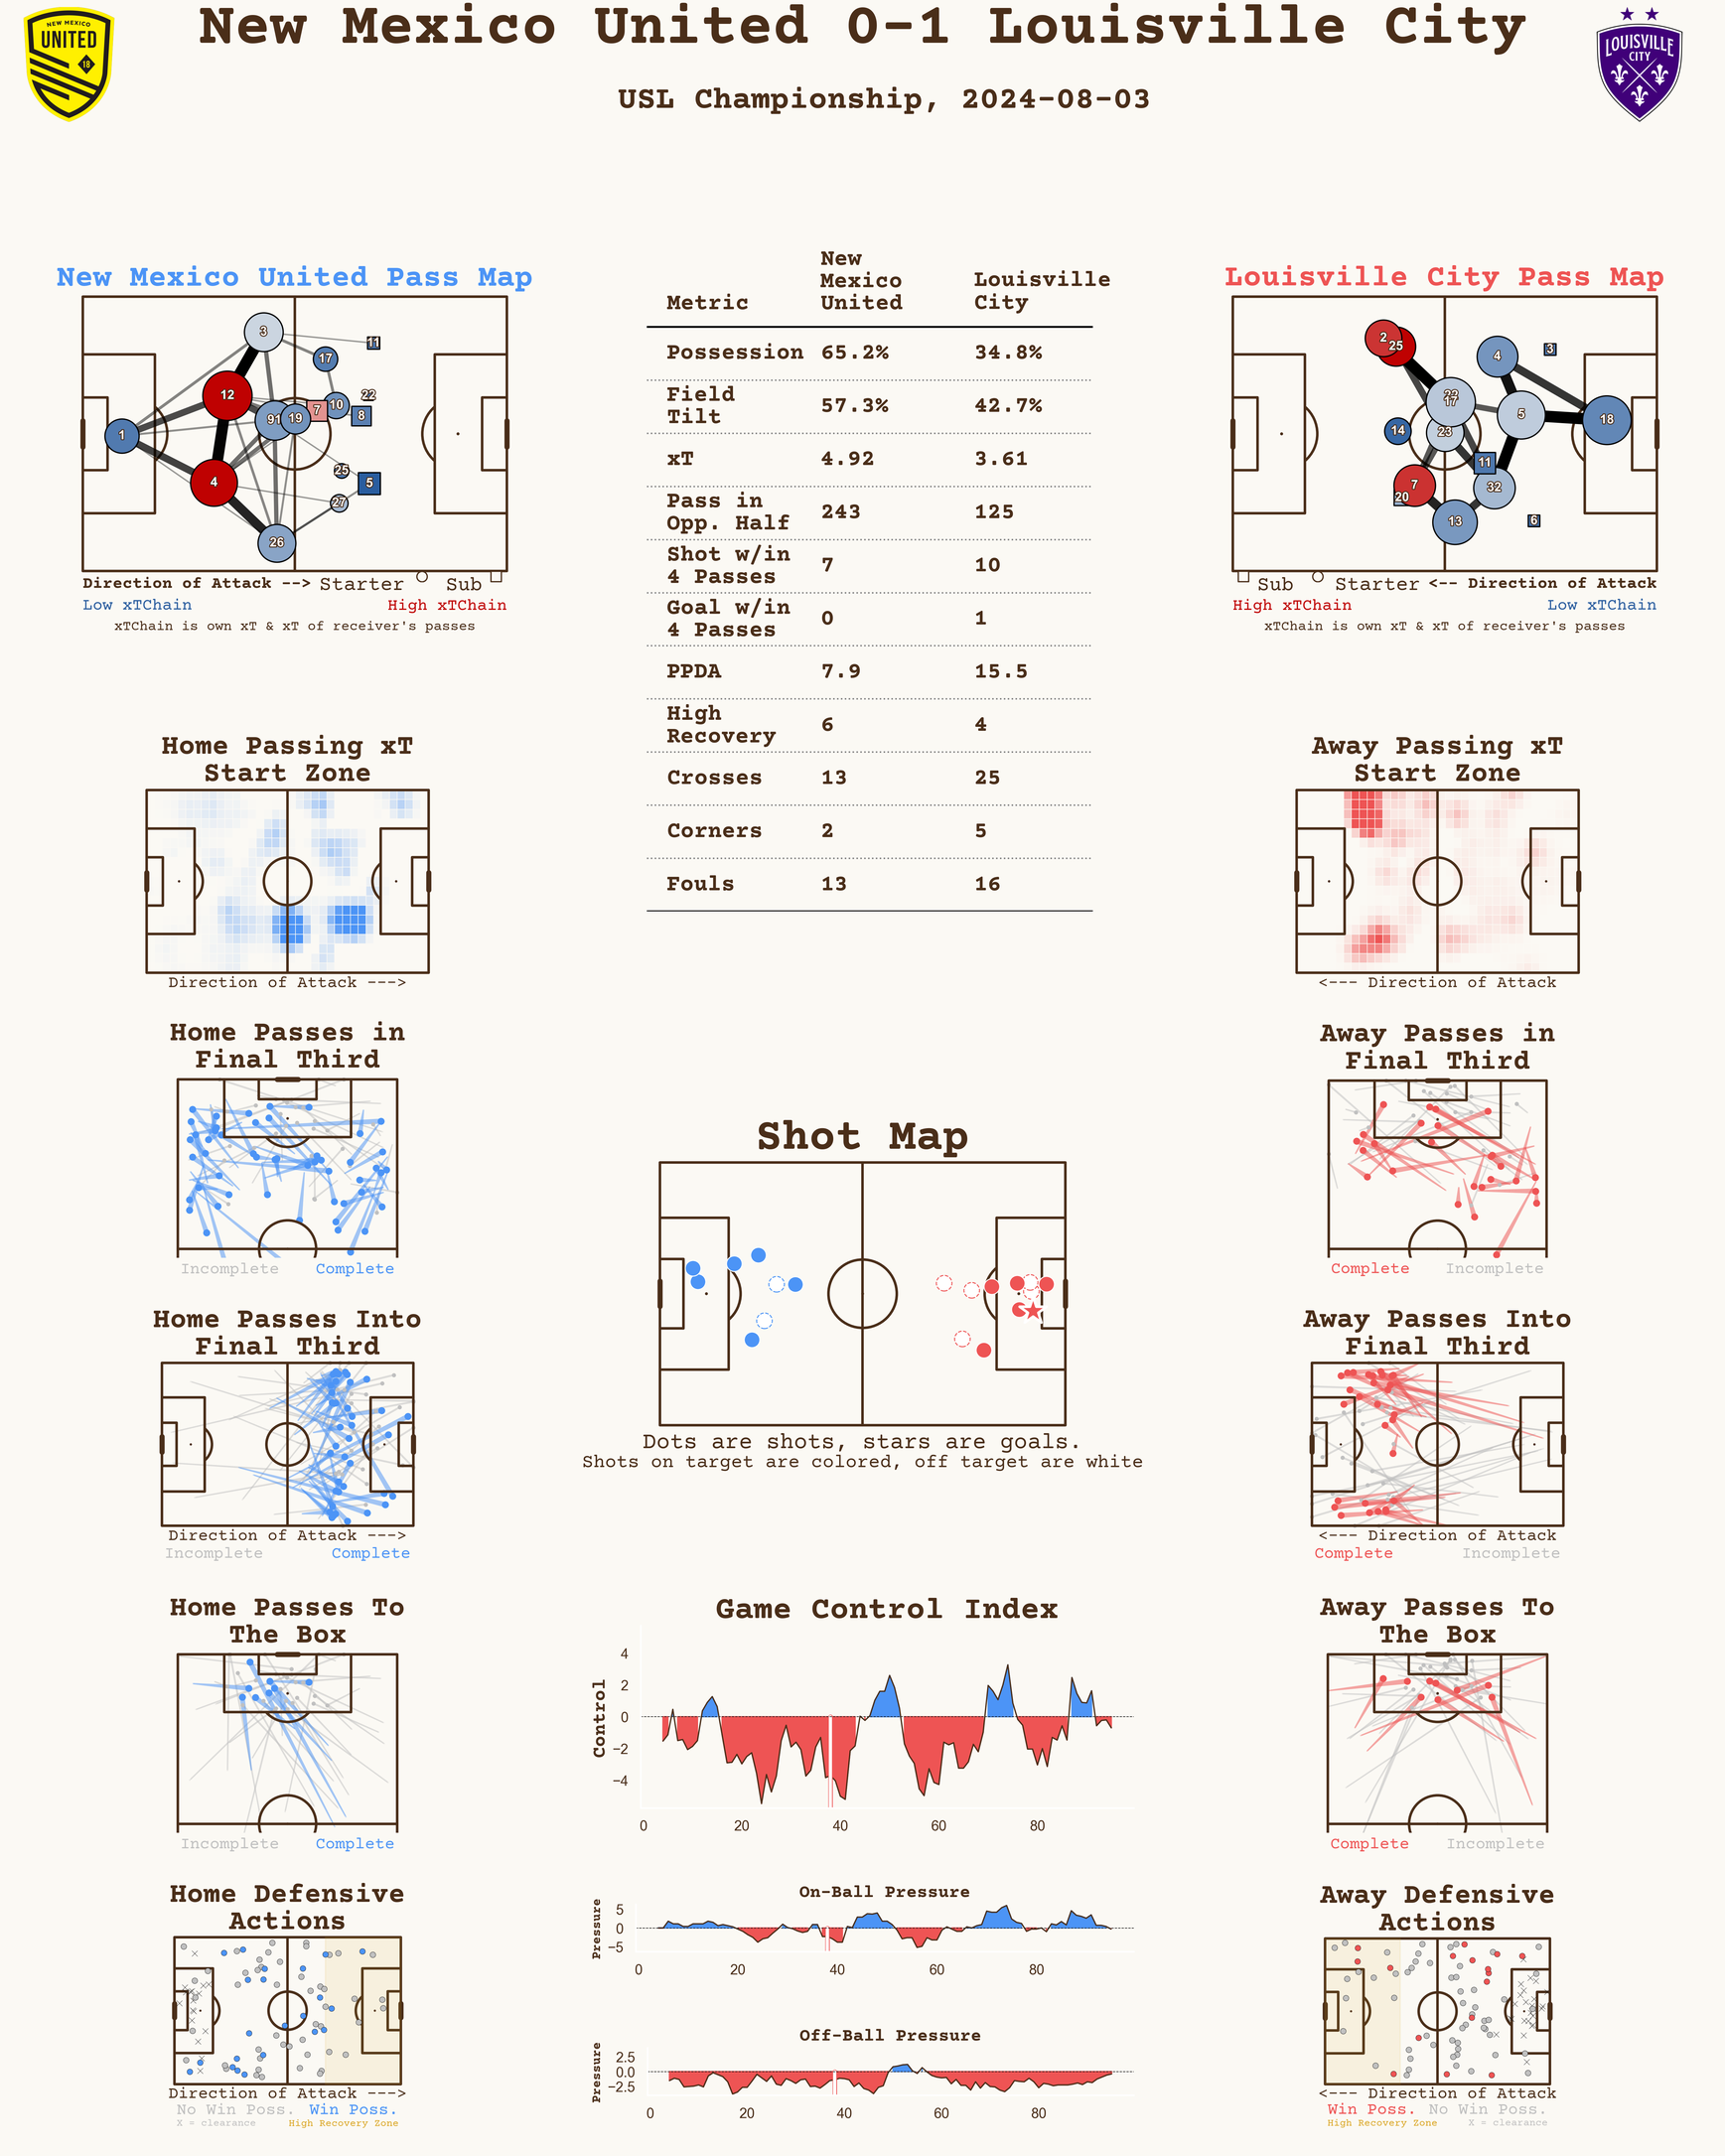 New Mexico United 0-1 Louisville City
USL Championship, 2024-08-03
NEW MEXICO
UNITED
18
LOUISVILLE
CITY
New Mexico United Pass Map
3
11
17
12
22
10
7
8
91
19
1
25
4
5
27
26
Direction of Attack --> Starter Sub
Low xTChain High xTChain
xTChain is own xT & xT of receiver's passes
Metric New Mexico United Louisville City
Possession 65.2% 34.8%
Field Tilt 57.3% 42.7%
xT 4.92 3.61
Pass in Opp. Half 243 125
Shot w/in 4 Passes 7 10
Goal w/in 4 Passes 0 1
PPDA 7.9 15.5
High Recovery 6 4
Crosses 13 25
Corners 2 5
Fouls 13 16
Louisville City Pass Map
2
25
4
3
22
17
5
18
14
23
11
7
20
32
13
6
Sub Starter <-- Direction of Attack
High xTChain Low xTChain
xTChain is own xT & xT of receiver's passes
Home Passing xT
Start Zone
Direction of Attack --->
Away Passing xT
Start Zone
<--- Direction of Attack
Home Passes in
Final Third
Incomplete Complete
Away Passes in
Final Third
Complete Incomplete
Shot Map
Dots are shots, stars are goals.
Shots on target are colored, off target are white
Home Passes Into
Final Third
Direction of Attack --->
Incomplete Complete
Away Passes Into
Final Third
<--- Direction of Attack
Complete Incomplete
Home Passes To
The Box
Incomplete Complete
Game Control Index
Control
4
2
0
−2
−4
0 20 40 60 80
Away Passes To
The Box
Complete Incomplete
Home Defensive
Actions
Direction of Attack --->
No Win Poss. Win Poss.
X = clearance High Recovery Zone
On-Ball Pressure
Pressure
5
0
−5
0 20 40 60 80
Off-Ball Pressure
Pressure
2.5
0.0
−2.5
0 20 40 60 80
Away Defensive
Actions
<--- Direction of Attack
Win Poss. No Win Poss.
High Recovery Zone X = clearance